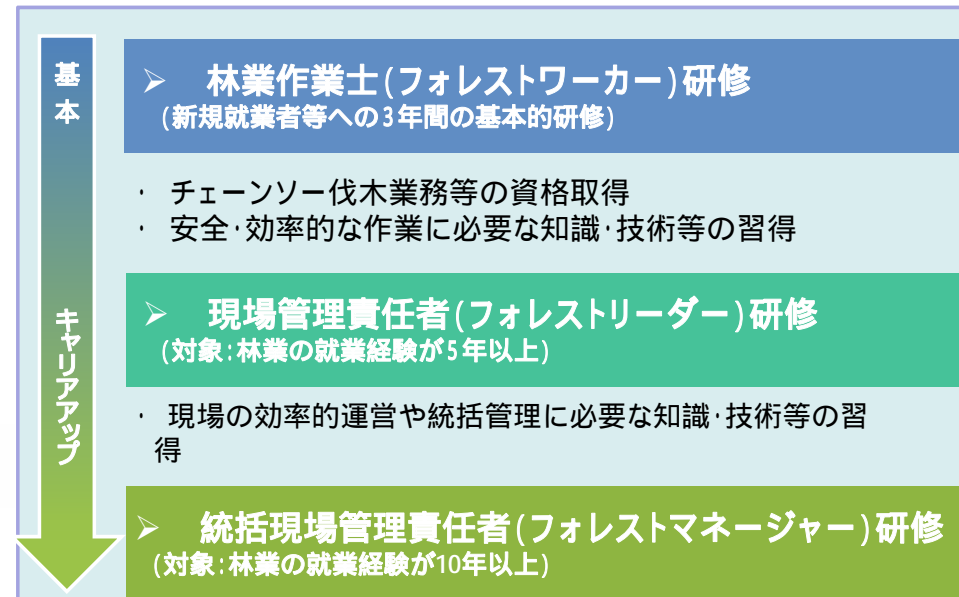 基本
➢ 林業作業士(フォレストワーカー)研修
(新規就業者等への3年間の基本的研修)
· チェーンソー伐木業務等の資格取得
· 安全·効率的な作業に必要な知識·技術等の習得
キャリアアップ
➢ 現場管理責任者(フォレストリーダー)研修
(対象:林業の就業経験が5年以上)
· 現場の効率的運営や統括管理に必要な知識·技術等の習
得
➢ 統括現場管理責任者(フォレストマネージャー)研修
(対象:林業の就業経験が10年以上)